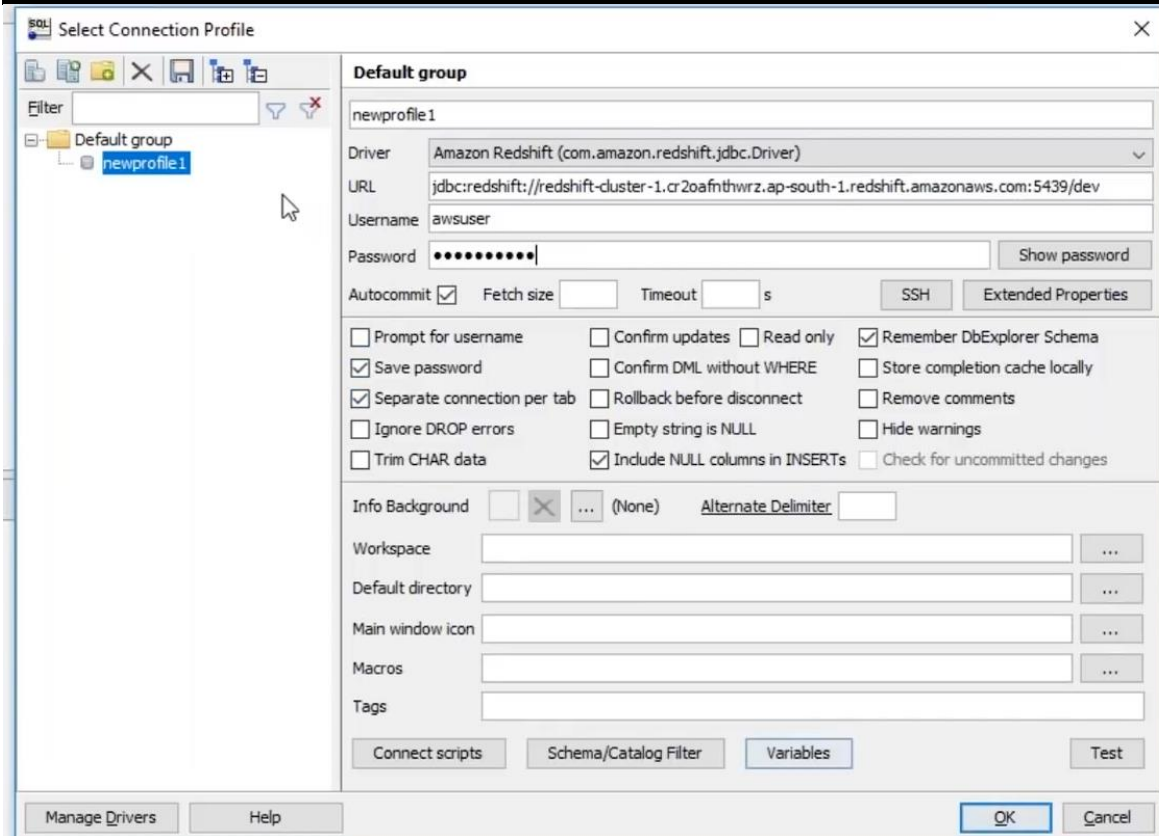 SQL Select Connection Profile
Filter
Default group
newprofile1
Default group
newprofile1
Driver Amazon Redshift (com.amazon.redshift.jdbc.Driver)
URL jdbc:redshift://redshift-cluster-1.cr2oafnthwrz.ap-south-1.redshift.amazonaws.com:5439/dev
Username awsuser
Password ●●●●●●●●●● Show password
Autocommit Fetch size Timeout s SSH Extended Properties
Prompt for username Confirm updates Read only Remember DbExplorer Schema
Save password Confirm DML without WHERE Store completion cache locally
Separate connection per tab Rollback before disconnect Remove comments
Ignore DROP errors Empty string is NULL Hide warnings
Trim CHAR data Include NULL columns in INSERTs Check for uncommitted changes
Info Background ... (None) Alternate Delimiter
Workspace ...
Default directory ...
Main window icon ...
Macros ...
Tags
Connect scripts Schema/Catalog Filter Variables Test
Manage Drivers Help OK Cancel